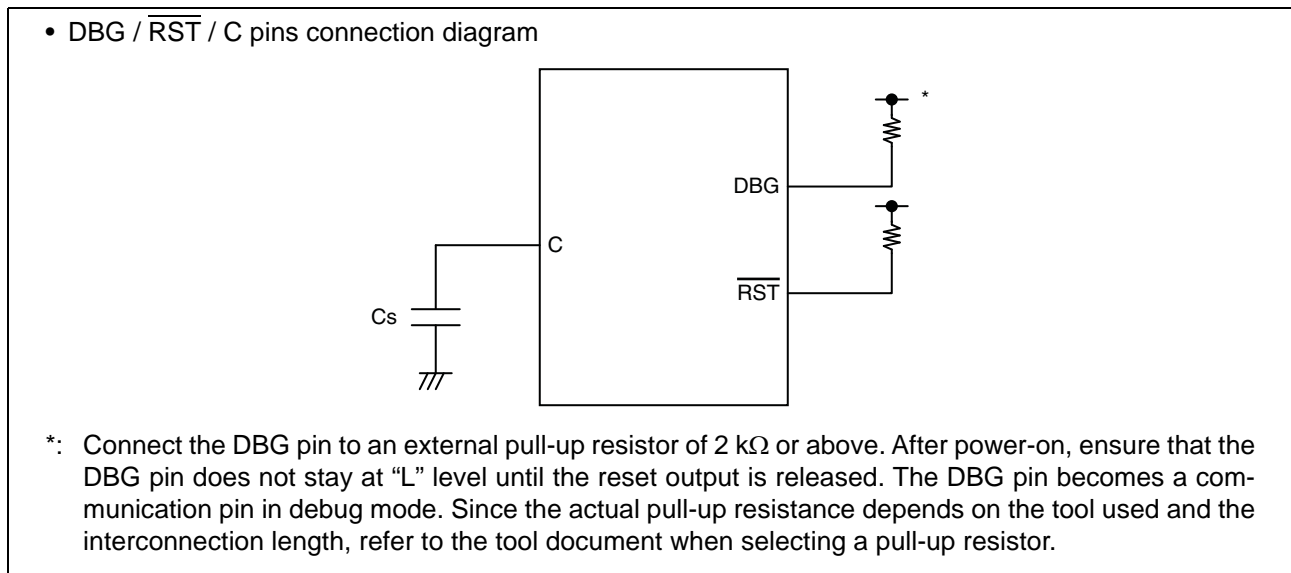 • DBG / R̅S̅T̅ / C pins connection diagram
*
DBG
C
R̅S̅T̅
Cs
*: Connect the DBG pin to an external pull-up resistor of 2 kΩ or above. After power-on, ensure that the
DBG pin does not stay at “L” level until the reset output is released. The DBG pin becomes a com-
munication pin in debug mode. Since the actual pull-up resistance depends on the tool used and the
interconnection length, refer to the tool document when selecting a pull-up resistor.